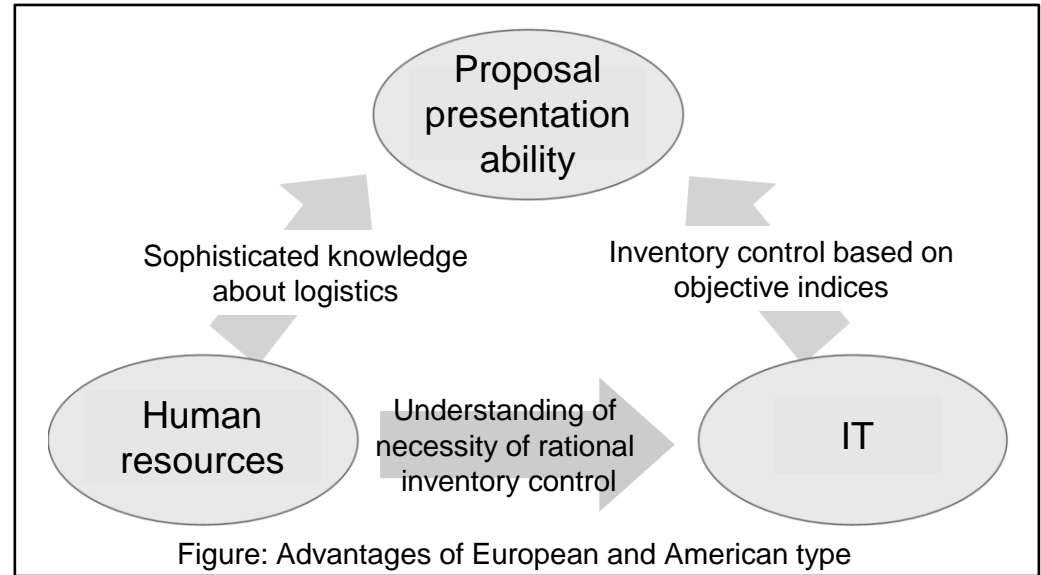 Proposal
presentation
ability
Sophisticated knowledge
about logistics
Inventory control based on
objective indices
Human
resources
Understanding of
necessity of rational
inventory control
IT
Figure: Advantages of European and American type